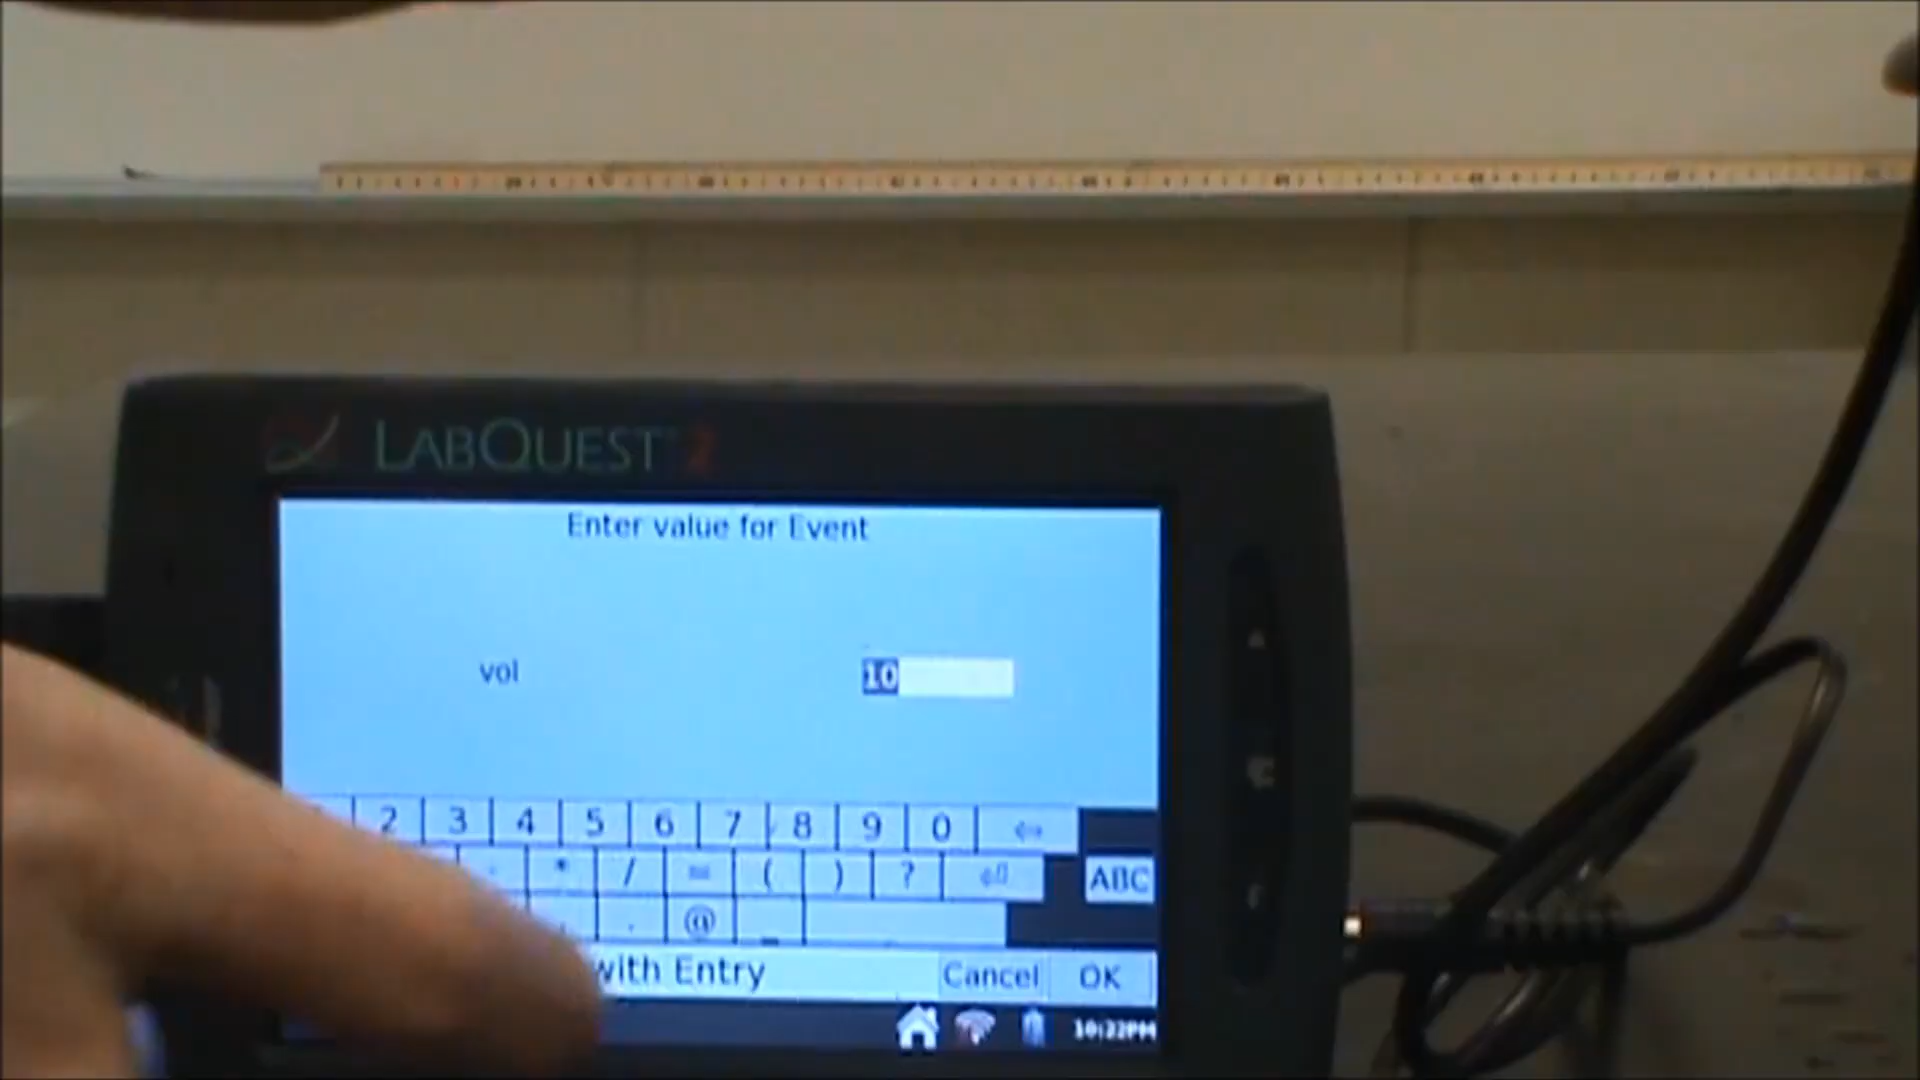 LABQUEST 2
Enter value for Event
vol 10
2 3 4 5 6 7 8 9 0
* / = ( ) ? ABC
. @ _
with Entry Cancel OK
10:22PM